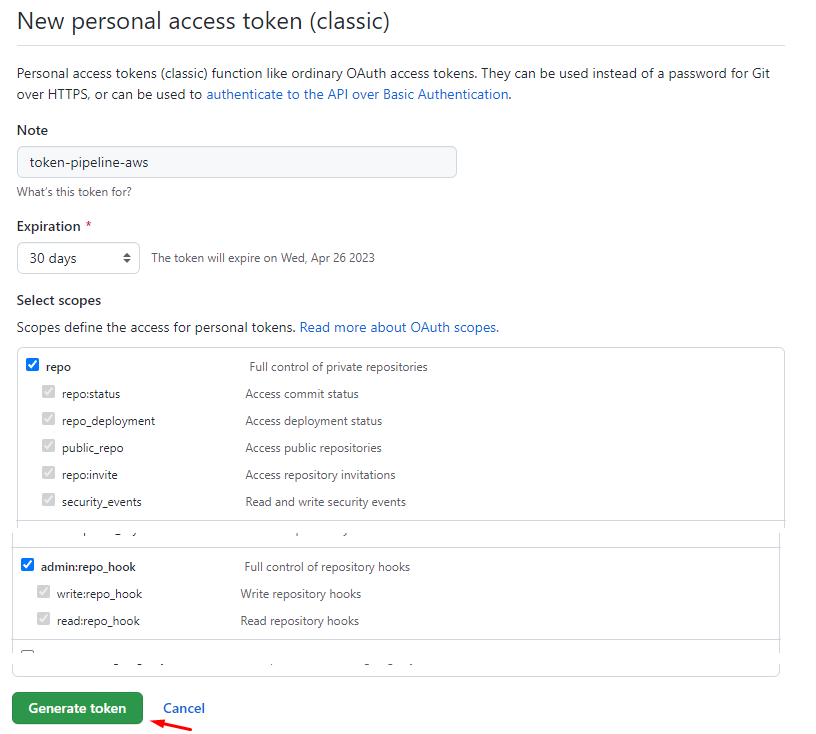 New personal access token (classic)
Personal access tokens (classic) function like ordinary OAuth access tokens. They can be used instead of a password for Git
over HTTPS, or can be used to authenticate to the API over Basic Authentication.
Note
token-pipeline-aws
What's this token for?
Expiration *
30 days The token will expire on Wed, Apr 26 2023
Select scopes
Scopes define the access for personal tokens. Read more about OAuth scopes.
repo Full control of private repositories
repo:status Access commit status
repo_deployment Access deployment status
public_repo Access public repositories
repo:invite Access repository invitations
security_events Read and write security events
admin:repo_hook Full control of repository hooks
write:repo_hook Write repository hooks
read:repo_hook Read repository hooks
Generate token Cancel